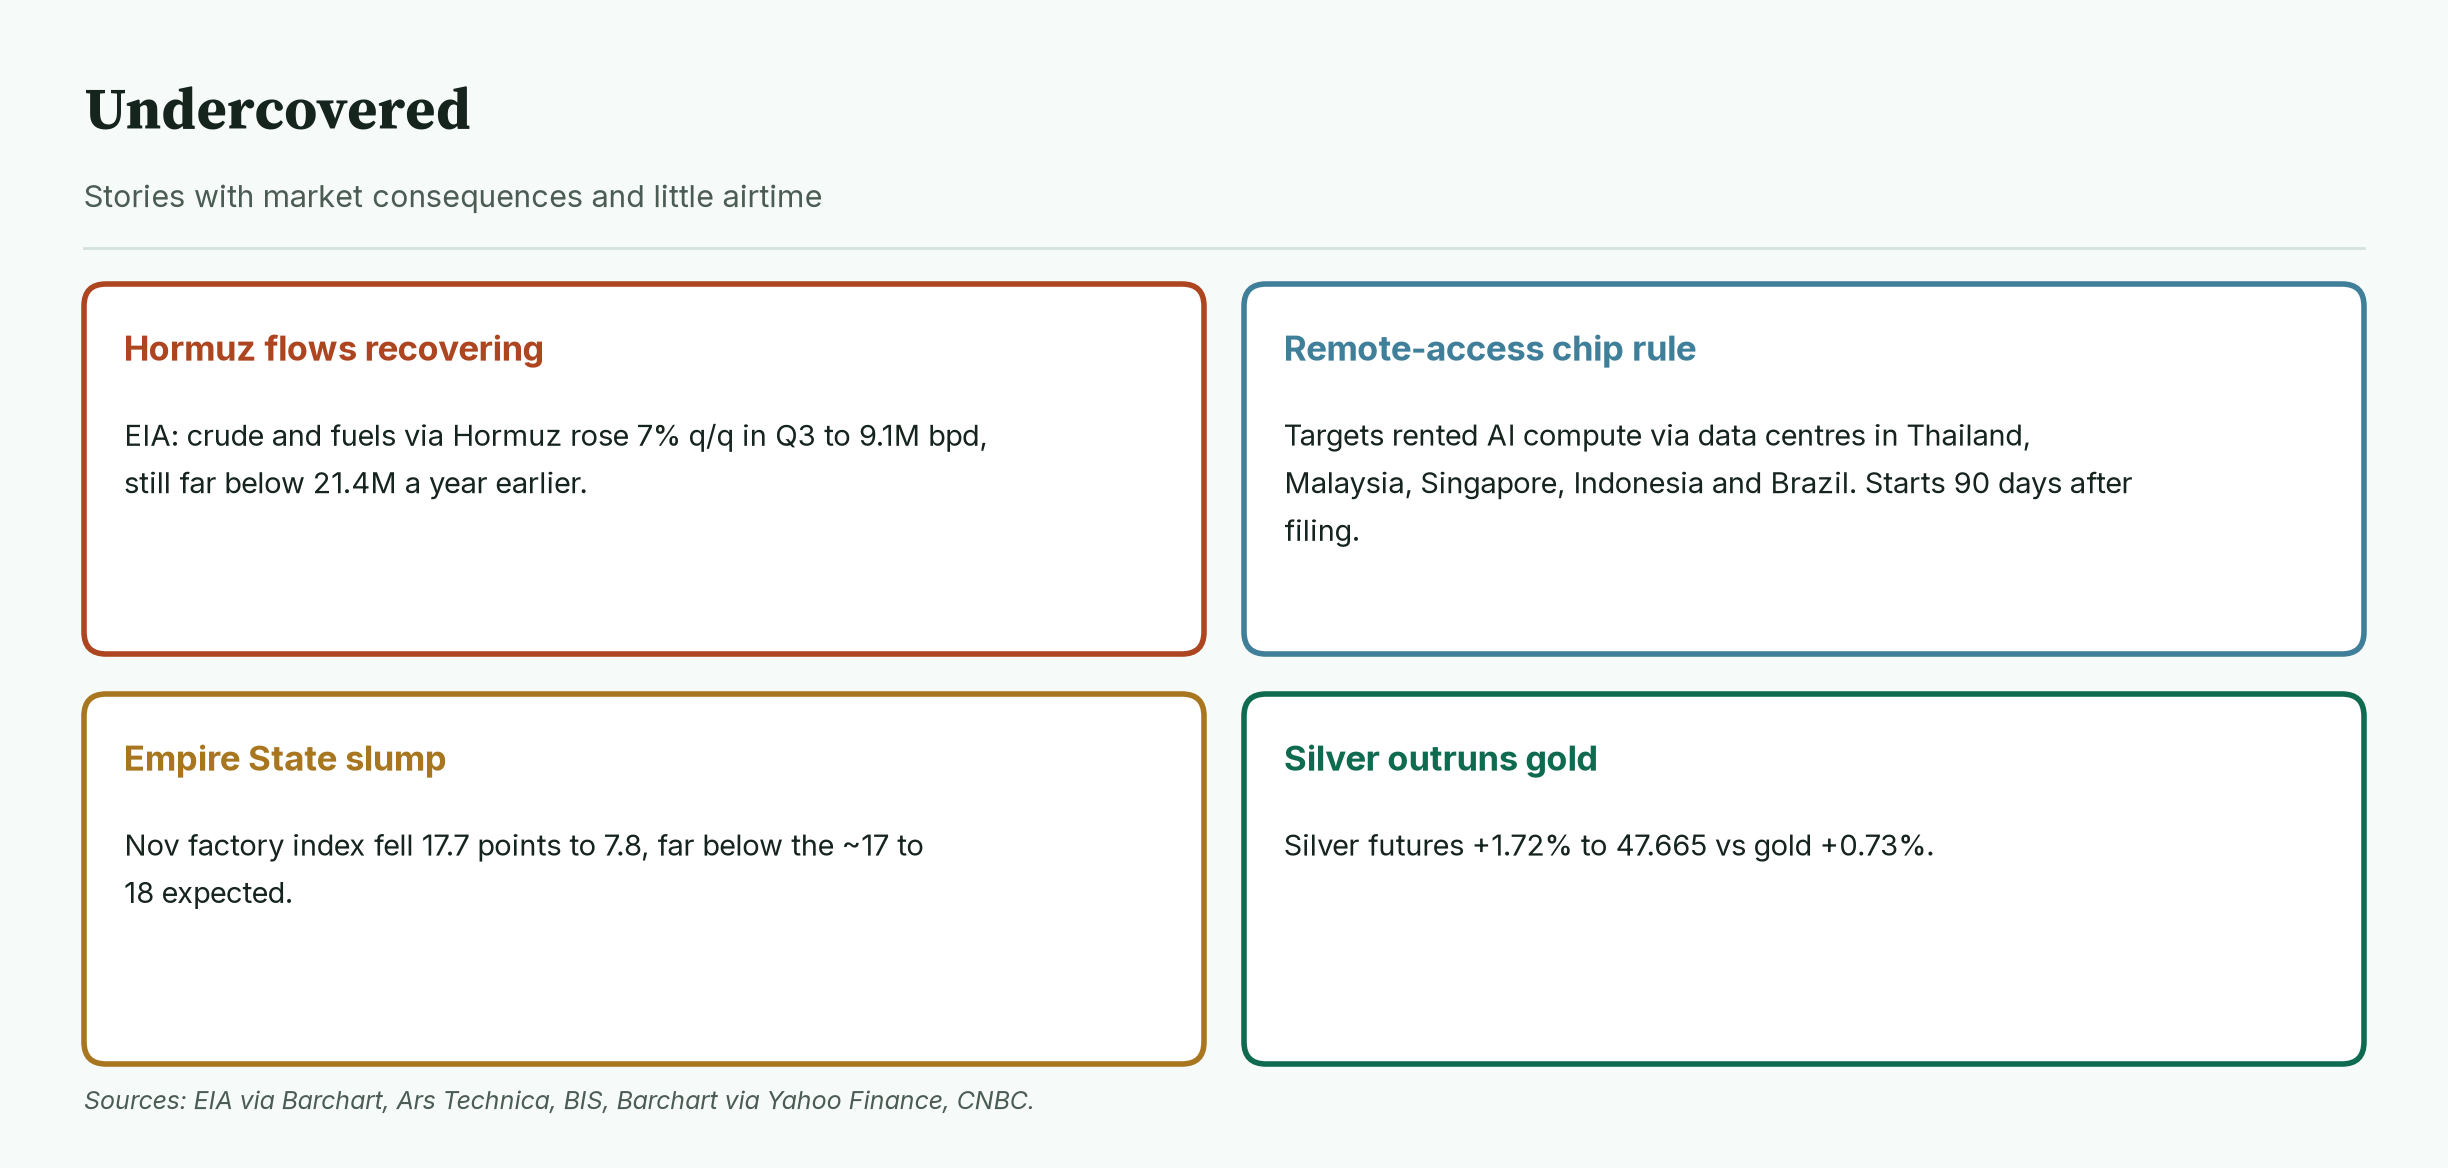 Undercovered
Stories with market consequences and little airtime
Hormuz flows recovering
EIA: crude and fuels via Hormuz rose 7% q/q in Q3 to 9.1M bpd,
still far below 21.4M a year earlier.
Remote-access chip rule
Targets rented AI compute via data centres in Thailand,
Malaysia, Singapore, Indonesia and Brazil. Starts 90 days after
filing.
Empire State slump
Nov factory index fell 17.7 points to 7.8, far below the ~17 to
18 expected.
Silver outruns gold
Silver futures +1.72% to 47.665 vs gold +0.73%.
Sources: EIA via Barchart, Ars Technica, BIS, Barchart via Yahoo Finance, CNBC.